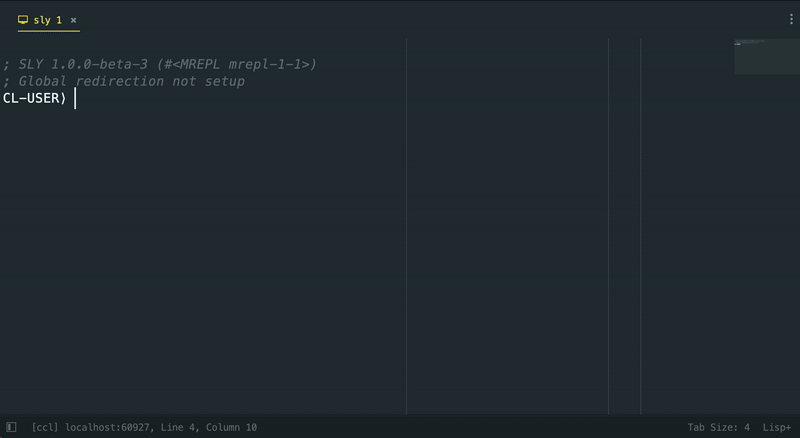 sly 1
; SLY 1.0.0-beta-3 (#<MREPL mrepl-1-1>)
; Global redirection not setup
CL-USER⟩
[ccl] localhost:60927, Line 4, Column 10
Tab Size: 4
Lisp+